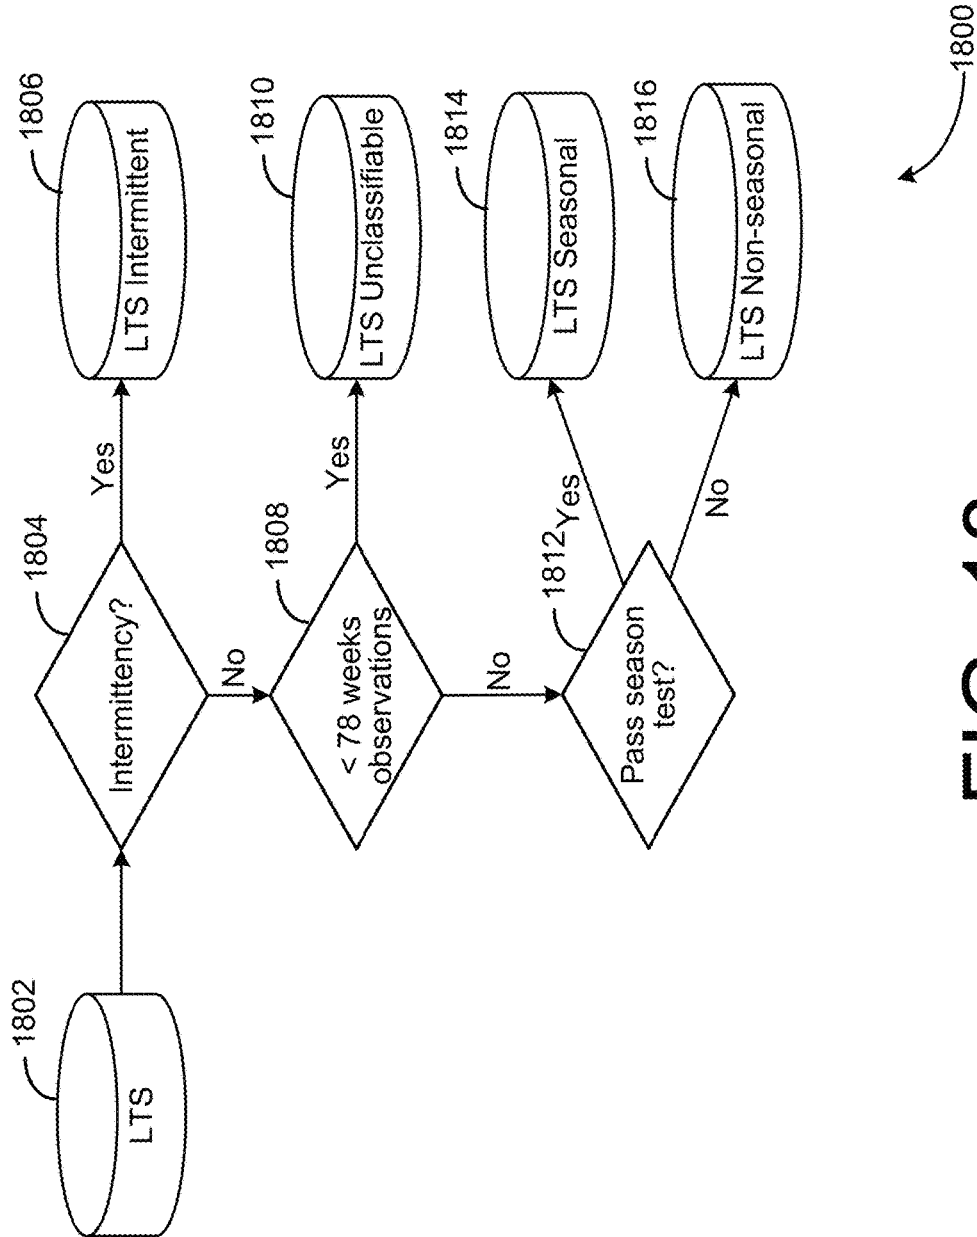 1802
LTS
1804
Intermittency?
Yes
1806
LTS Intermittent
No
1808
< 78 weeks
observations
Yes
1810
LTS Unclassifiable
No
1812
Pass season
test?
Yes
1814
LTS Seasonal
No
1816
LTS Non-seasonal
1800
FIG